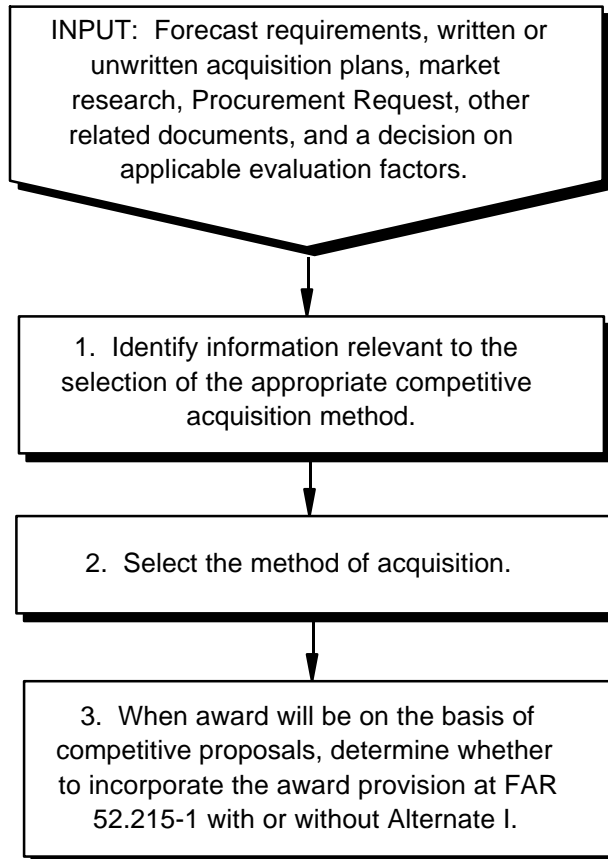 INPUT:  Forecast requirements, written or
unwritten acquisition plans, market
research, Procurement Request, other
related documents, and a decision on
applicable evaluation factors.
1.  Identify information relevant to the
selection of the appropriate competitive
acquisition method.
2.  Select the method of acquisition.
3.  When award will be on the basis of
competitive proposals, determine whether
to incorporate the award provision at FAR
52.215-1 with or without Alternate I.